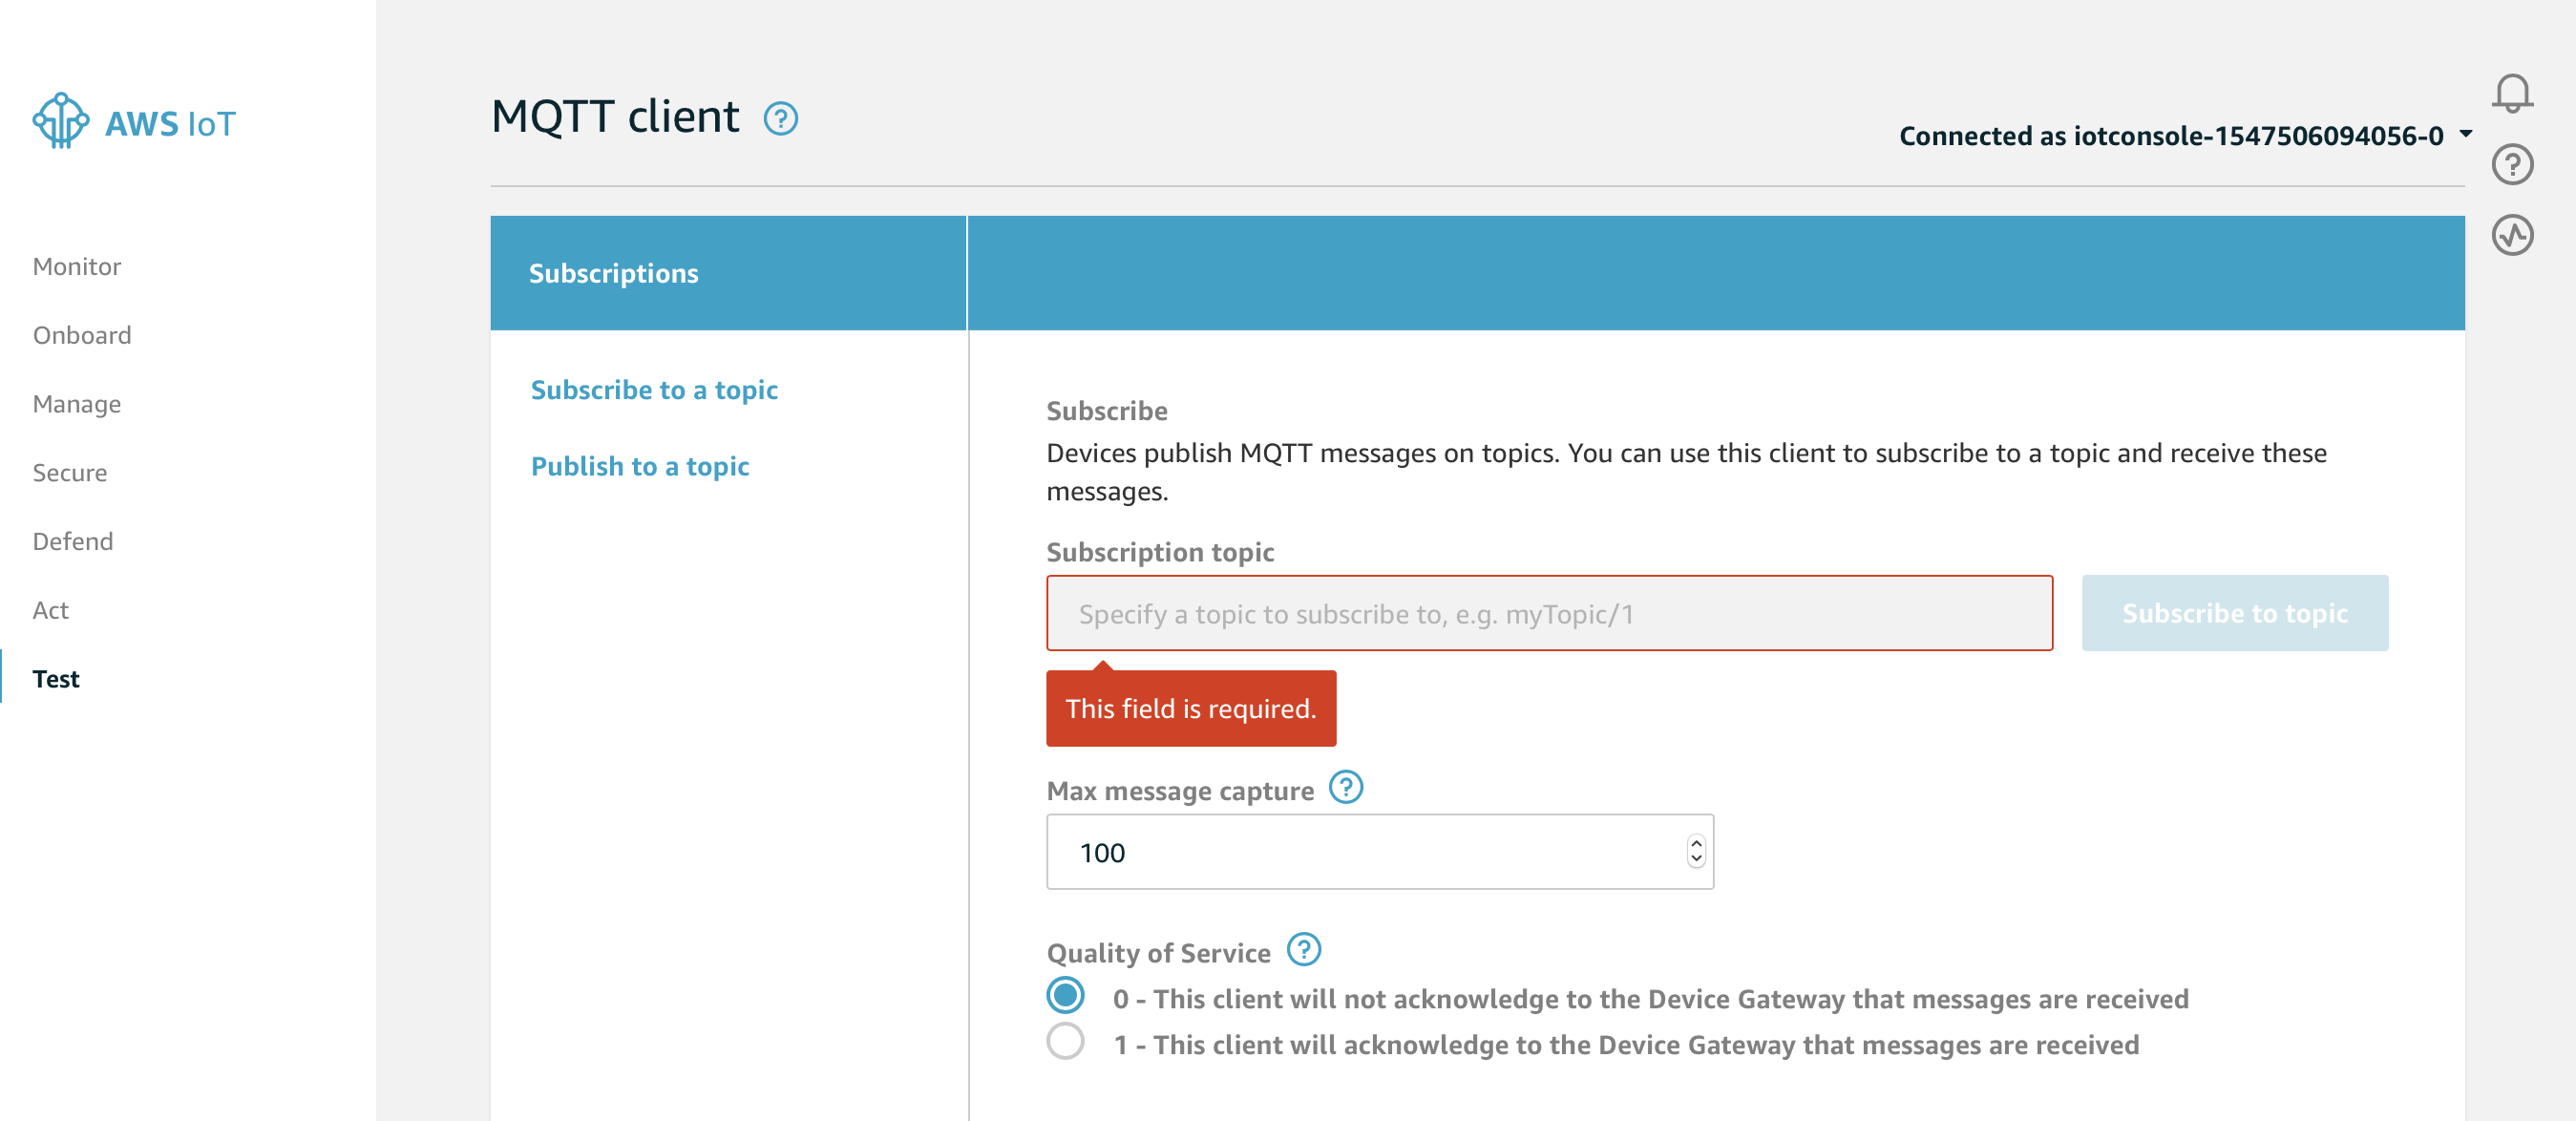 AWS IoT
Monitor
Onboard
Manage
Secure
Defend
Act
Test
MQTT client ?
Connected as iotconsole-1547506094056-0
?
Subscriptions
Subscribe to a topic
Publish to a topic
Subscribe
Devices publish MQTT messages on topics. You can use this client to subscribe to a topic and receive these
messages.
Subscription topic
Specify a topic to subscribe to, e.g. myTopic/1
Subscribe to topic
This field is required.
Max message capture ?
100
Quality of Service ?
0 - This client will not acknowledge to the Device Gateway that messages are received
1 - This client will acknowledge to the Device Gateway that messages are received